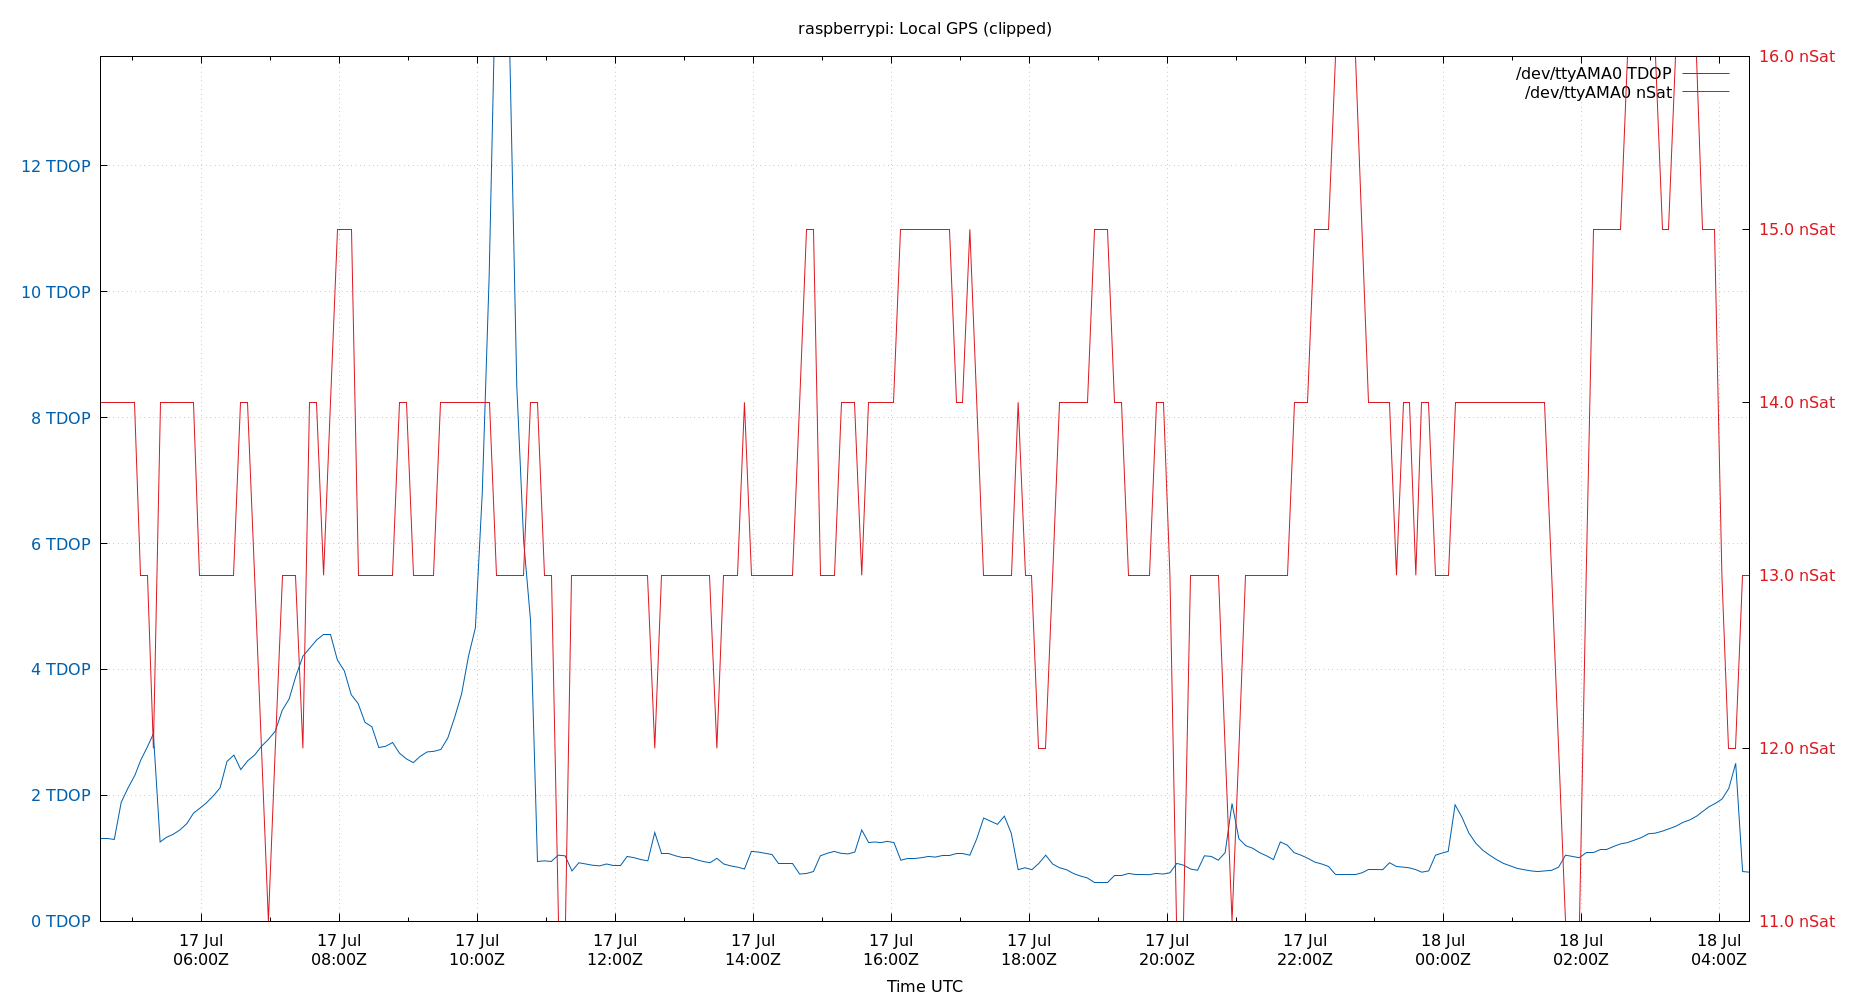 raspberrypi: Local GPS (clipped)
16.0 nSat
/dev/ttyAMA0 TDOP
/dev/ttyAMA0 nSat
12 TDOP
15.0 nSat
10 TDOP
14.0 nSat
8 TDOP
6 TDOP
13.0 nSat
4 TDOP
12.0 nSat
2 TDOP
0 TDOP
11.0 nSat
17 Jul 17 Jul 17 Jul 17 Jul 17 Jul 17 Jul 17 Jul 17 Jul 17 Jul 18 Jul 18 Jul 18 Jul
06:00Z 08:00Z 10:00Z 12:00Z 14:00Z 16:00Z 18:00Z 20:00Z 22:00Z 00:00Z 02:00Z 04:00Z
Time UTC